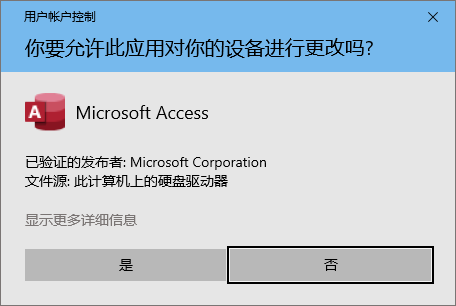 用户帐户控制
你要允许此应用对你的设备进行更改吗?
A
Microsoft Access
已验证的发布者: Microsoft Corporation
文件源: 此计算机上的硬盘驱动器
显示更多详细信息
是
否